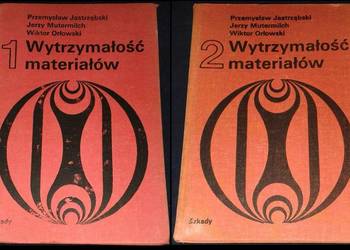 Przemysław Jastrzębski
Jerzy Mutermilch
Wiktor Orłowski
1 Wytrzymałość
materiałów
Arkady
Przemysław Jastrzębski
Jerzy Mutermilch
Wiktor Orłowski
2 Wytrzymałość
materiałów
Arkady